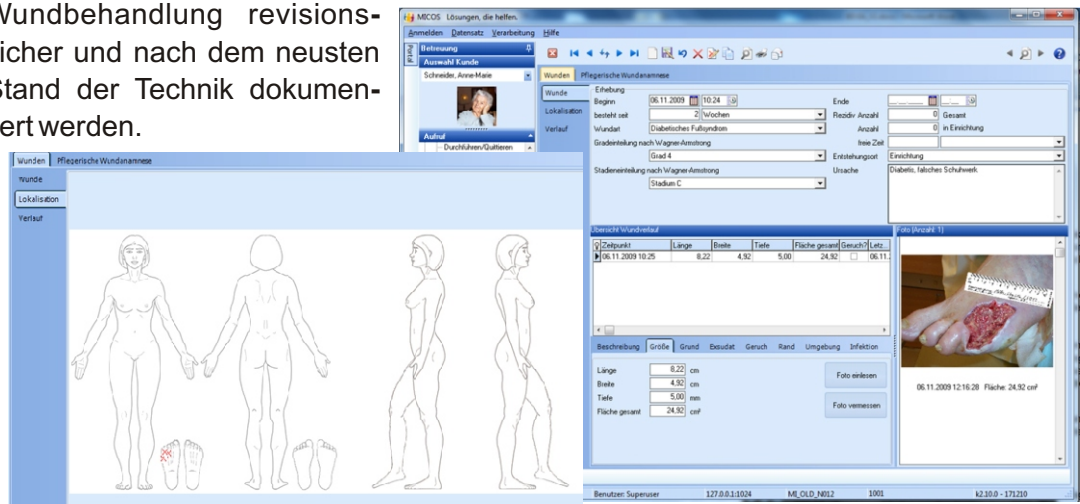 Wundbehandlung revisions-
sicher und nach dem neusten
Stand der Technik dokumen-
tiert werden.
MICOS Lösungen, die helfen.
Anmelden Datensatz Verarbeitung Hilfe
Portal
Betreuung
Auswahl Kunde
Schneider, Anne-Marie
Aufruf
Durchführen/Quittieren
Wunden Pflegerische Wundanamnese
Wunde
Lokalisation
Verlauf
Erhebung
Beginn 06.11.2009 10:24 Ende
besteht seit 2 Wochen Rezidiv Anzahl 0 Gesamt
Wundart Diabetisches Fußsyndrom Anzahl 0 in Einrichtung
Gradeinteilung nach Wagner-Armstrong freie Zeit
Grad 4 Entstehungsort Einrichtung
Stadieneinteilung nach Wagner-Armstrong Ursache Diabetis, falsches Schuhwerk
Stadium C
Übersicht Wundverlauf
Zeitpunkt Länge Breite Tiefe Fläche gesamt Geruch? Letz...
06.11.2009 10:25 8,22 4,92 5,00 24,92 06.11.
Foto (Anzahl: 1)
06.11.2009 12:16:28 Fläche: 24,92 cm²
Beschreibung Größe Grund Exsudat Geruch Rand Umgebung Infektion
Länge 8,22 cm
Breite 4,92 cm
Tiefe 5,00 mm
Fläche gesamt 24,92 cm²
Foto einlesen
Foto vermessen
Benutzer: Superuser 127.0.0.1:1024 MI_OLD_N012 1001 k2.10.0 - 171210
Wunden Pflegerische Wundanamnese
Wunde
Lokalisation
Verlauf